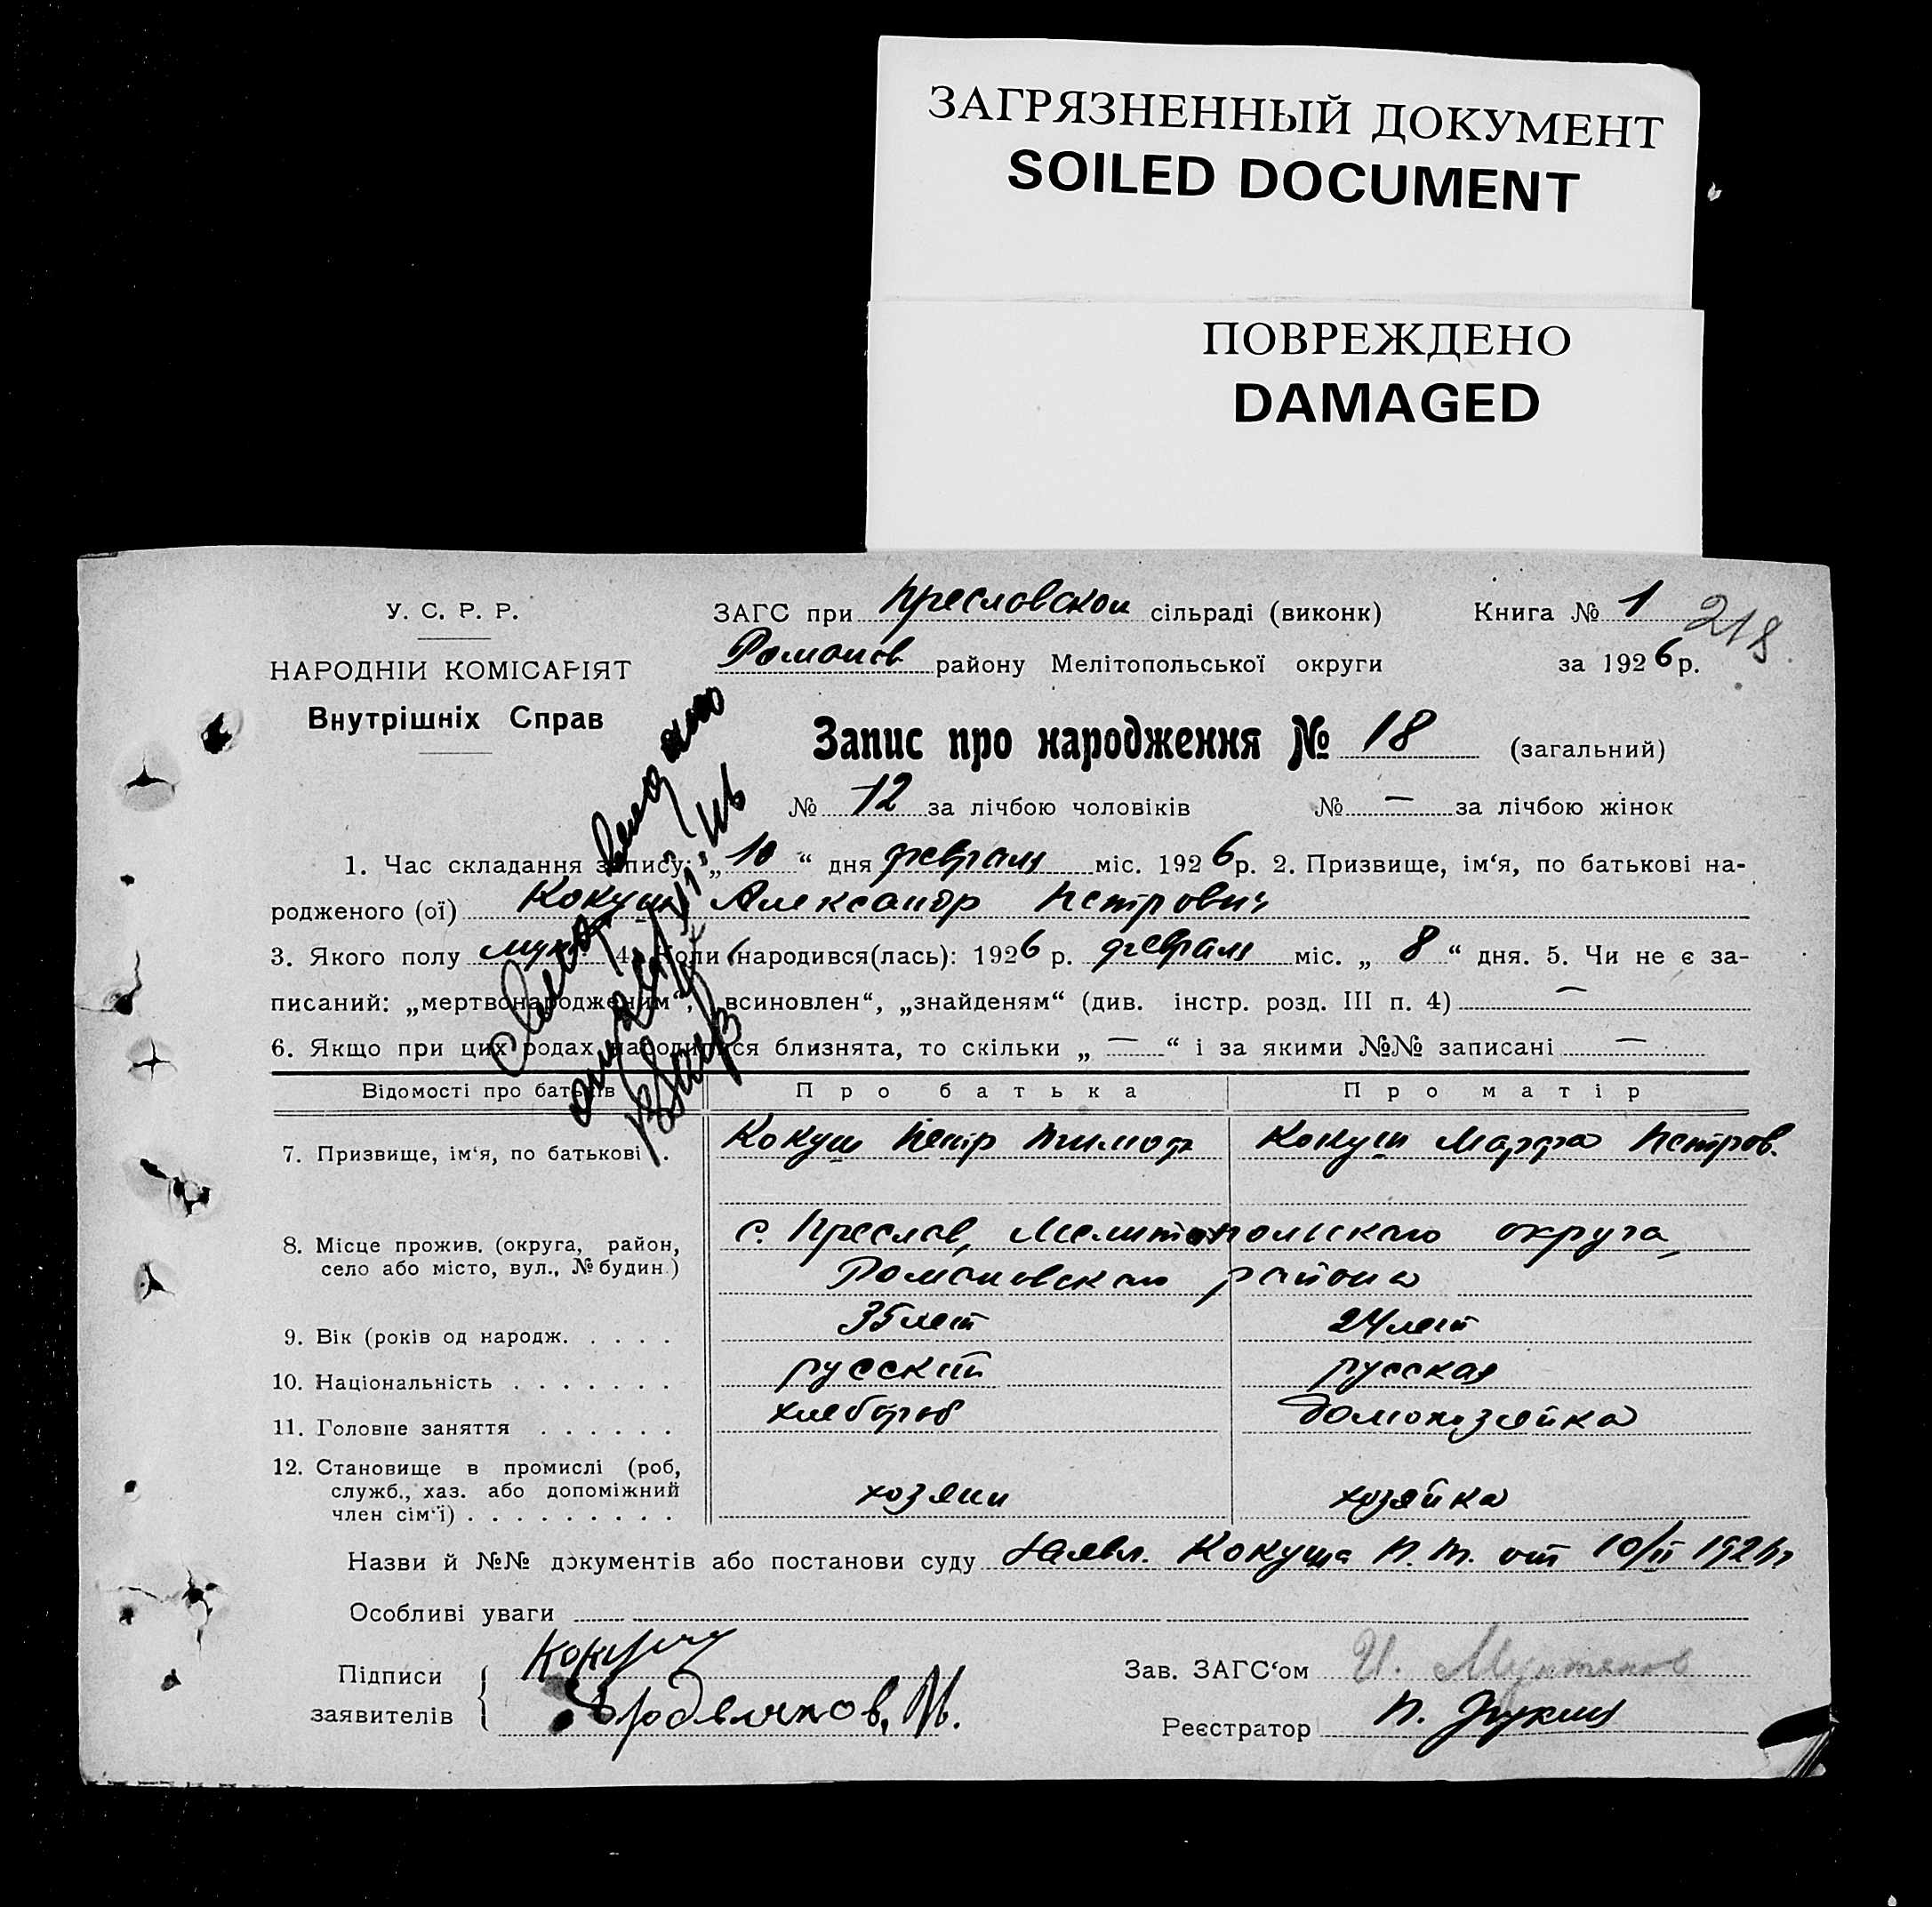 ЗАГРЯЗНЕННЫЙ ДОКУМЕНТ
SOILED DOCUMENT
ПОВРЕЖДЕНО
DAMAGED
У. С. Р. Р.
НАРОДНІЙ КОМІСАРІЯТ
Внутрішніх Справ
ЗАГС при Пресловском сільраді (виконк)
Романов району Мелітопольської округи
Книга № 1
218
за 1926 р.
Запис про народження № 18 (загальний)
№ 12 за лічбою чоловіків № — за лічбою жінок
1. Час складання запису: „ 10 “ дня февраля міс. 1926 р. 2. Призвище, ім‘я, по батькові на-
родженого (ої) Кокуш Александр Петрович
3. Якого полу муж 4. Коли народився(лась): 1926 р. февраля міс. „ 8 “ дня. 5. Чи не є за-
писаний: „мертвонародженим“, „всиновлен“, „знайденям“ (див. інстр. розд. III п. 4) —
6. Якщо при цих родах народилися близнята, то скільки „ — “ і за якими №№ записані —
Відомості про батьків Про батька Про матір
7. Призвище, ім‘я, по батькові . Кокуш Петр Тимоф Кокуш Марфа Петров.
8. Місце прожив. (округа, район, с. Преслав, Мелитопольского округа,
село або місто, вул., № будин.) Романовского района
9. Вік (років од народж. . . . . 35 лет 24 лет
10. Національність . . . . . . . русский русская
11. Головне заняття . . . . . . хлебороб домохозяйка
12. Становище в промислі (роб,
служб., хаз. або допоміжний
член сім‘ї) . . . . . . . . . хозяин хозяйка
Назви й №№ документів або постанови суду Заявл. Кокуша П. Т. от 10/II 1926 г
Особливі уваги
Підписи
заявителів
Кокуш
Зав. ЗАГС‘ом И.
Реєстратор П.